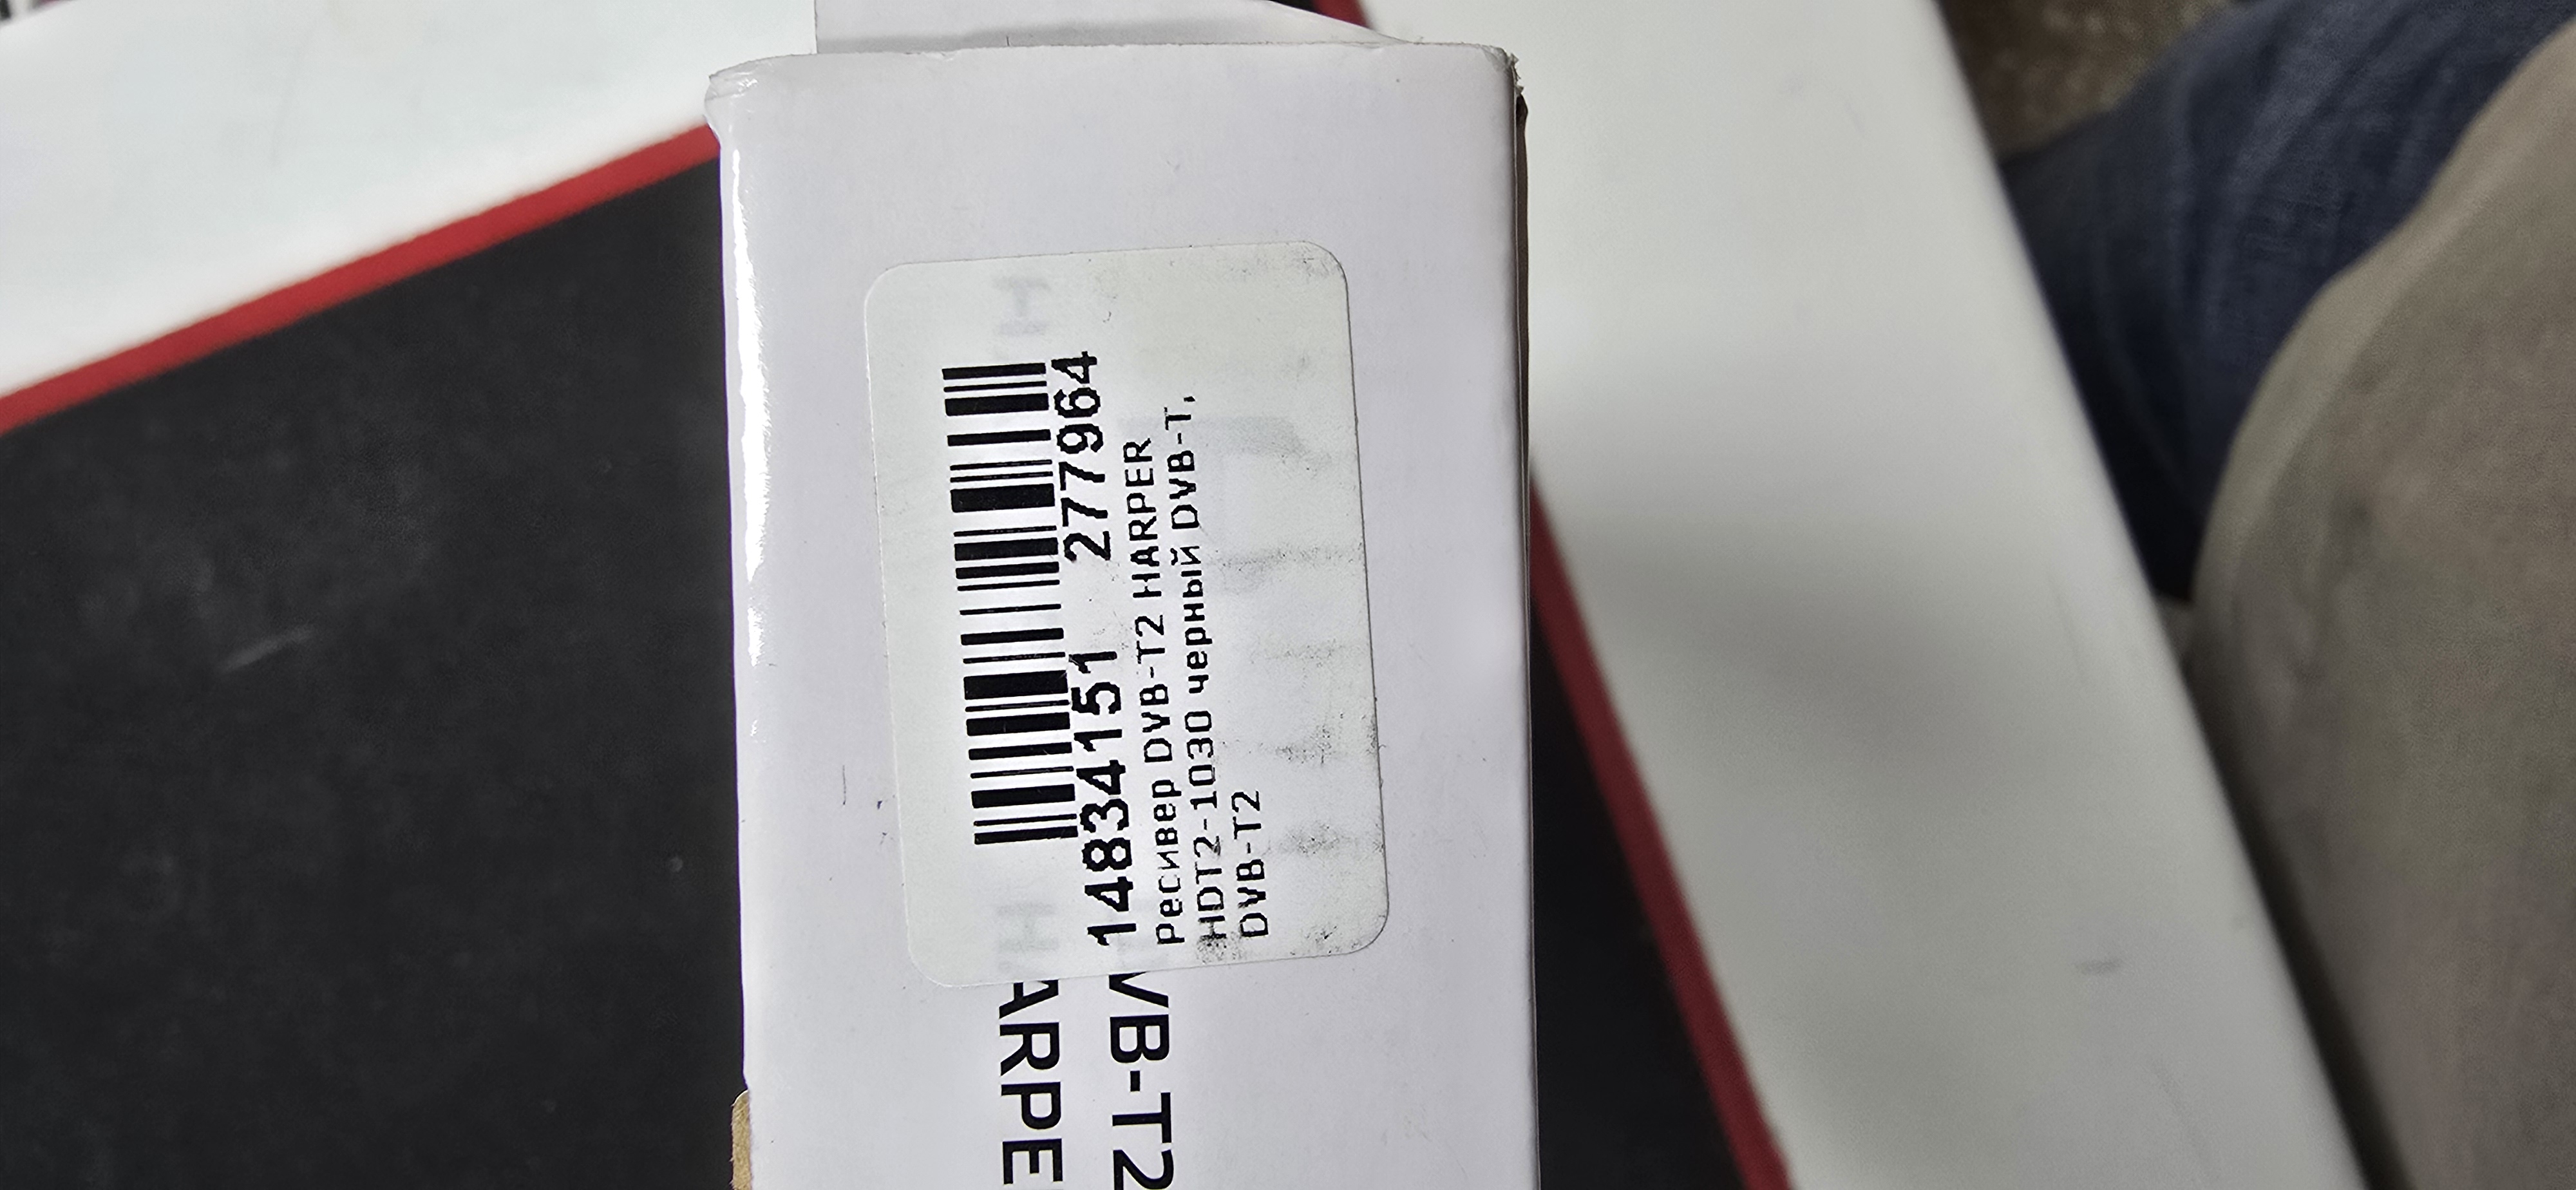 14834151 277964
Ресивер DVB-T2 HARPER
HDT2-1030 черный DVB-T,
DVB-T2
ARPE
VB-T2